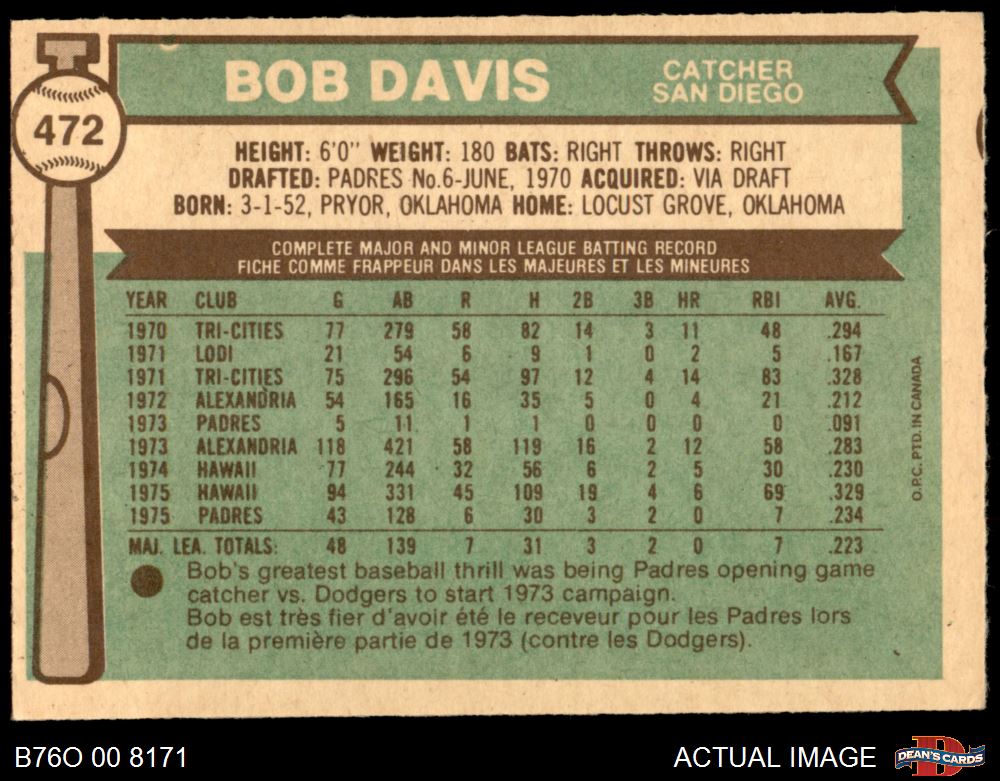 472
BOB DAVIS
CATCHER
SAN DIEGO
HEIGHT: 6'0" WEIGHT: 180 BATS: RIGHT THROWS: RIGHT
DRAFTED: PADRES No.6-JUNE, 1970 ACQUIRED: VIA DRAFT
BORN: 3-1-52, PRYOR, OKLAHOMA HOME: LOCUST GROVE, OKLAHOMA
COMPLETE MAJOR AND MINOR LEAGUE BATTING RECORD
FICHE COMME FRAPPEUR DANS LES MAJEURES ET LES MINEURES
YEAR CLUB G AB R H 2B 3B HR RBI AVG.
1970 TRI-CITIES 77 279 58 82 14 3 11 48 .294
1971 LODI 21 54 6 9 1 0 2 5 .167
1971 TRI-CITIES 75 296 54 97 12 4 14 83 .328
1972 ALEXANDRIA 54 165 16 35 5 0 4 21 .212
1973 PADRES 5 11 1 1 0 0 0 0 .091
1973 ALEXANDRIA 118 421 58 119 16 2 12 58 .283
1974 HAWAII 77 244 32 56 6 2 5 30 .230
1975 HAWAII 94 331 45 109 19 4 6 69 .329
1975 PADRES 43 128 6 30 3 2 0 7 .234
MAJ. LEA. TOTALS: 48 139 7 31 3 2 0 7 .223
Bob's greatest baseball thrill was being Padres opening game
catcher vs. Dodgers to start 1973 campaign.
Bob est très fier d'avoir été le receveur pour les Padres lors
de la première partie de 1973 (contre les Dodgers).
O.P.C. PTD. IN CANADA
B76O 00 8171
ACTUAL IMAGE
DEAN'S CARDS